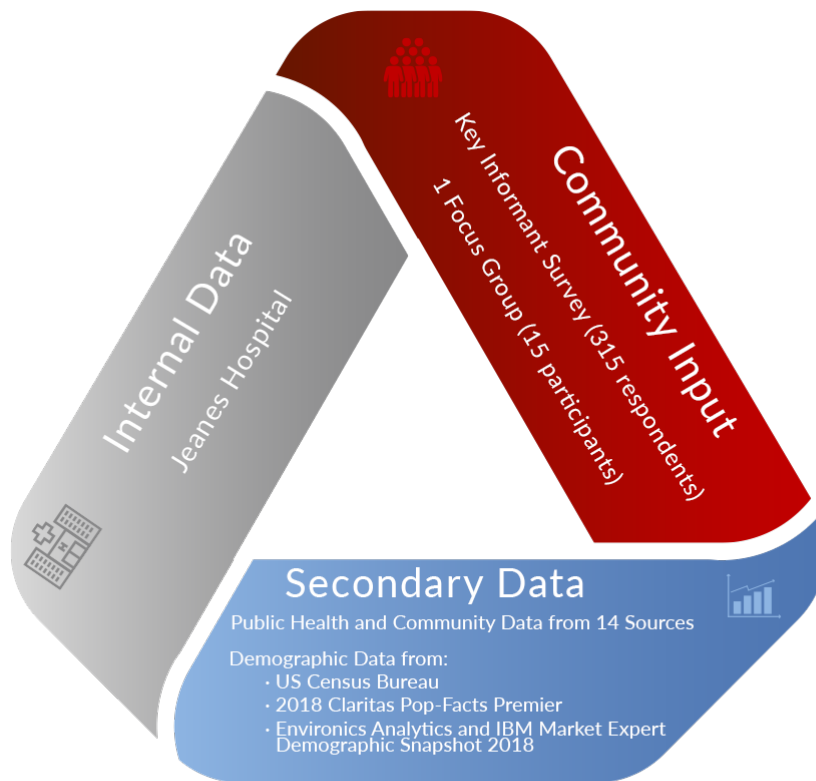 Internal Data
Jeanes Hospital
Community Input
Key Informant Survey (315 respondents)
1 Focus Group (15 participants)
Secondary Data
Public Health and Community Data from 14 Sources
Demographic Data from:
· US Census Bureau
· 2018 Claritas Pop-Facts Premier
· Environics Analytics and IBM Market Expert
Demographic Snapshot 2018